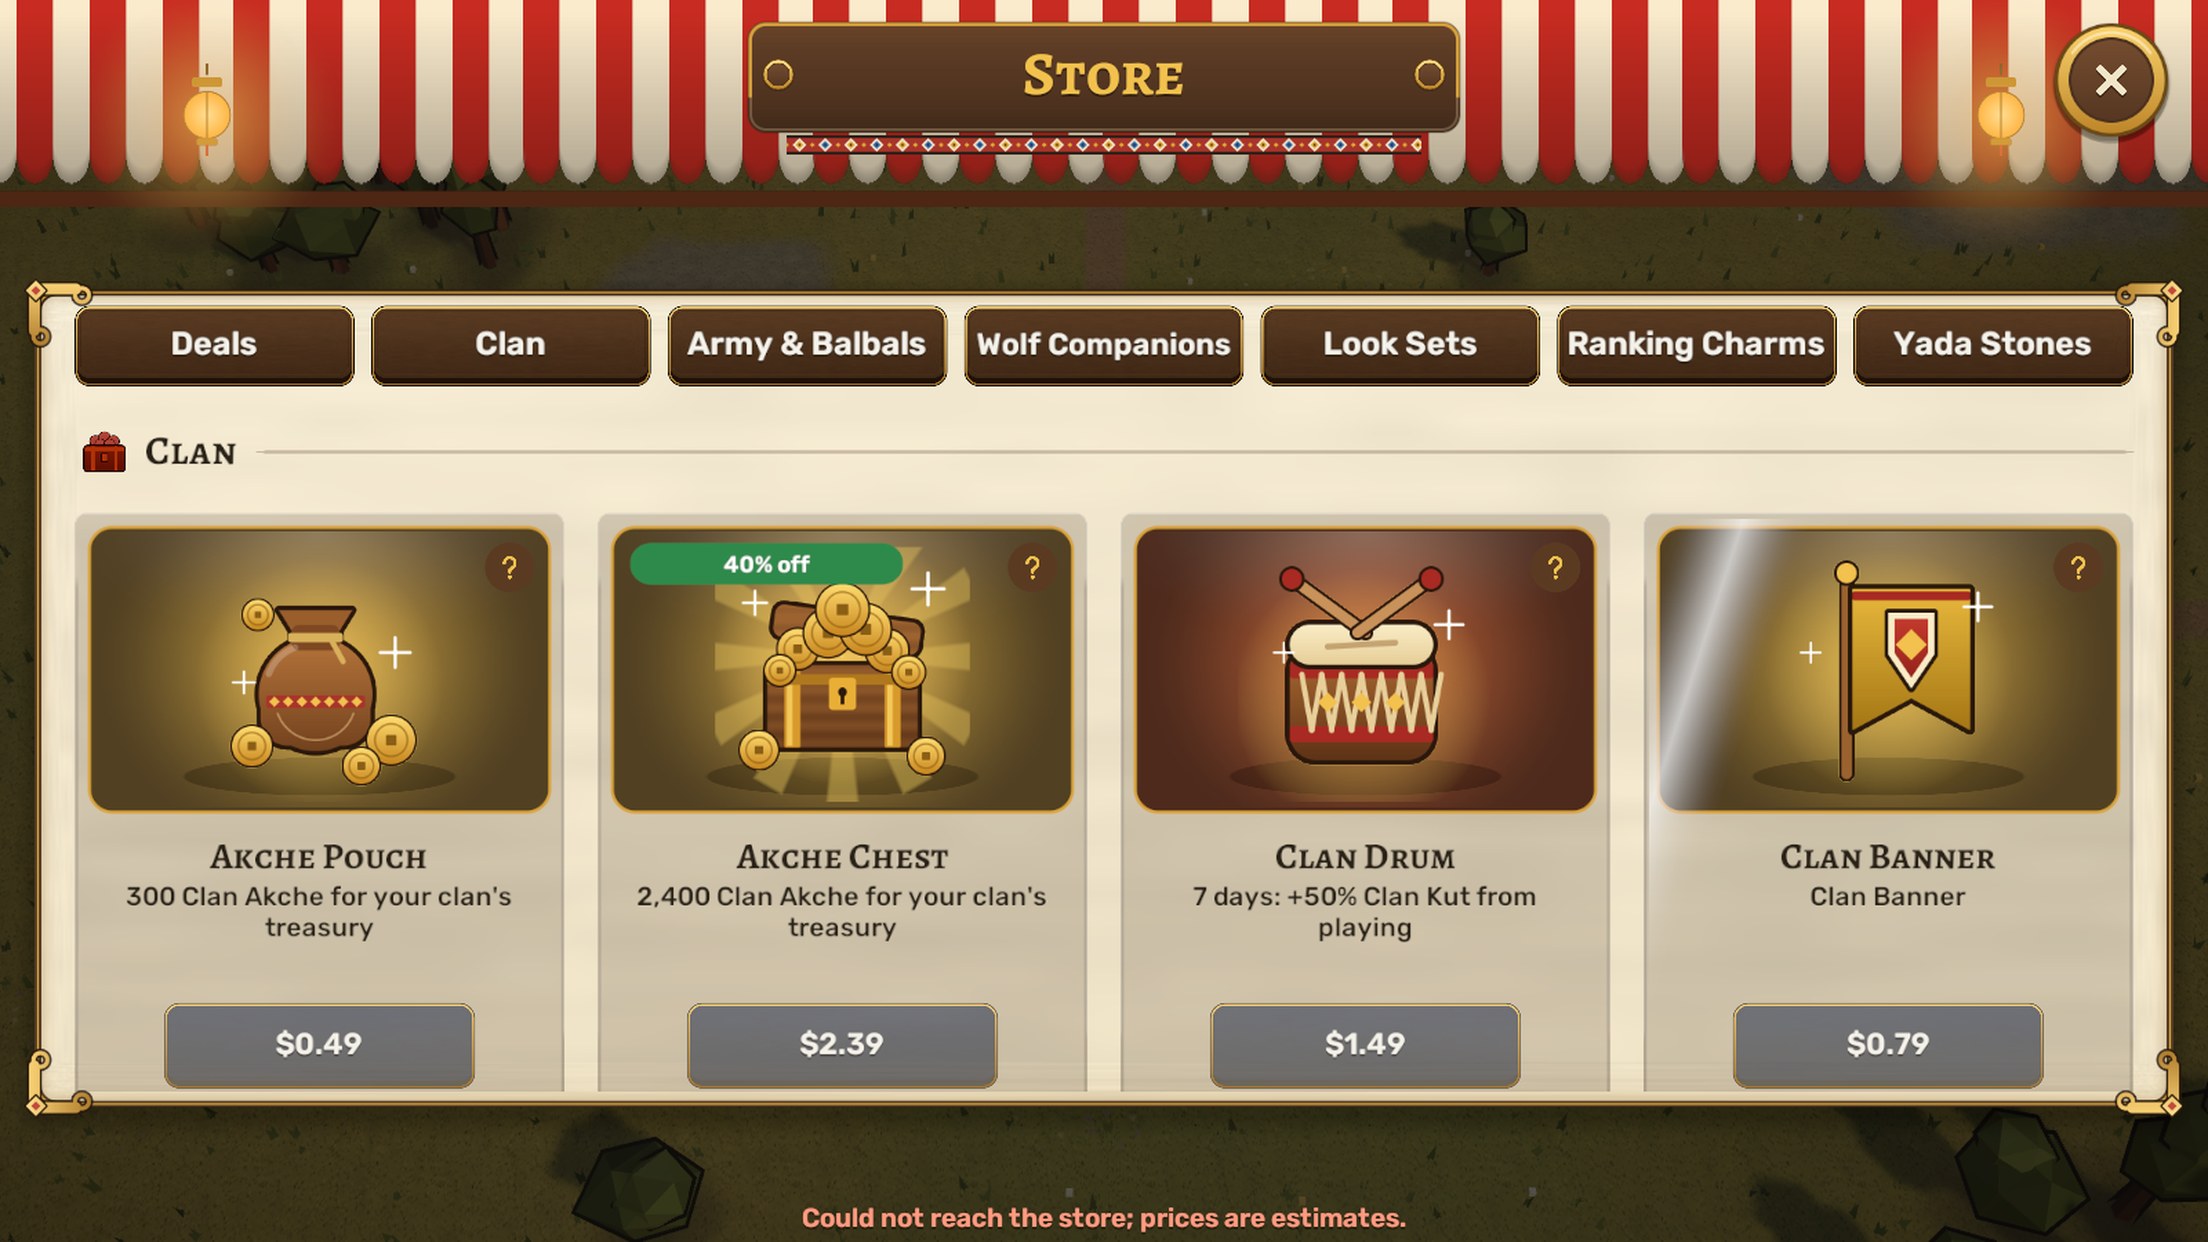 Store
Deals
Clan
Army & Balbals
Wolf Companions
Look Sets
Ranking Charms
Yada Stones
Clan
?
40% off
?
?
?
Akche Pouch
300 Clan Akche for your clan's
treasury
$0.49
Akche Chest
2,400 Clan Akche for your clan's
treasury
$2.39
Clan Drum
7 days: +50% Clan Kut from
playing
$1.49
Clan Banner
Clan Banner
$0.79
Could not reach the store; prices are estimates.